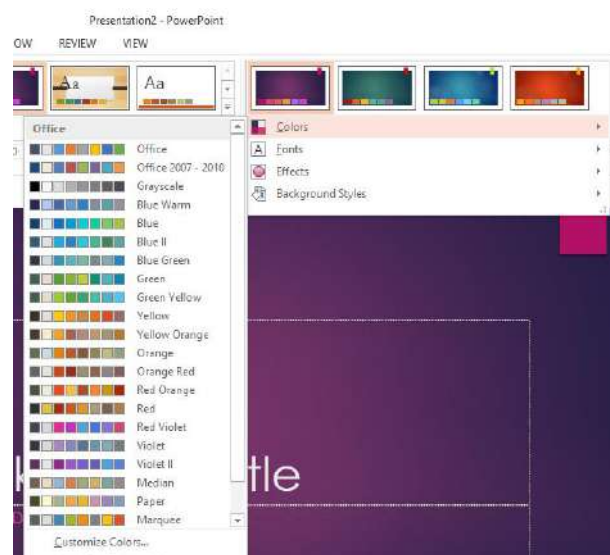 Presentation2 - PowerPoint
OW REVIEW VIEW
Aa
Aa
Office
Office
Office 2007 - 2010
Grayscale
Blue Warm
Blue
Blue II
Blue Green
Green
Green Yellow
Yellow
Yellow Orange
Orange
Orange Red
Red Orange
Red
Red Violet
Violet
Violet II
Median
Paper
Marquee
Customize Colors...
Colors
Fonts
Effects
Background Styles
tle